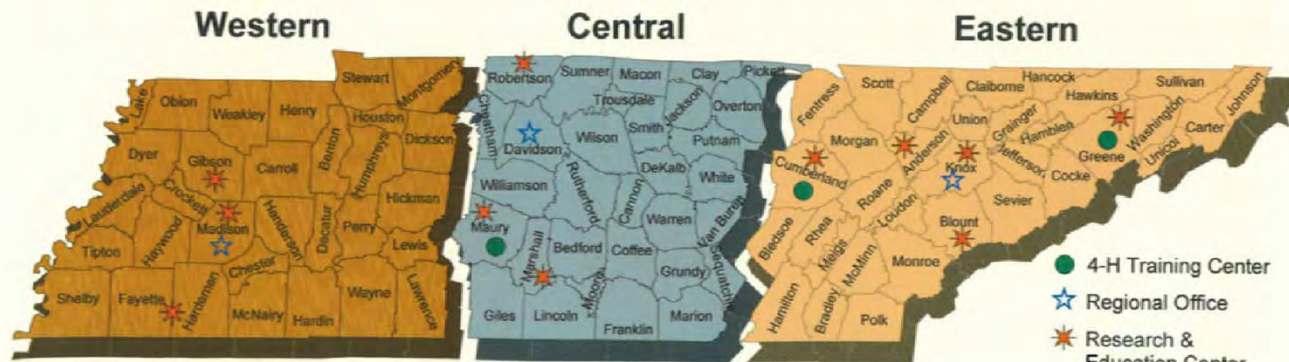 Western
Central
Eastern
Lake
Obion
Weakley
Henry
Stewart
Montgomery
Houston
Dickson
Dyer
Gibson
Carroll
Benton
Humphreys
Lauderdale
Crockett
Haywood
Madison
Henderson
Decatur
Perry
Hickman
Lewis
Tipton
Chester
Shelby
Fayette
Hardeman
McNairy
Hardin
Wayne
Lawrence
Robertson
Sumner
Macon
Clay
Pickett
Cheatham
Trousdale
Jackson
Overton
Davidson
Wilson
Smith
Putnam
Williamson
Rutherford
DeKalb
White
Cannon
Warren
Van Buren
Maury
Marshall
Bedford
Coffee
Grundy
Sequatchie
Moore
Giles
Lincoln
Franklin
Marion
Fentress
Scott
Campbell
Claiborne
Hancock
Hawkins
Sullivan
Johnson
Morgan
Anderson
Union
Grainger
Hamblen
Greene
Washington
Unicoi
Carter
Cumberland
Roane
Knox
Jefferson
Cocke
Loudon
Sevier
Bledsoe
Rhea
Meigs
McMinn
Monroe
Blount
Hamilton
Bradley
Polk
4-H Training Center
Regional Office
Research &
Education Center